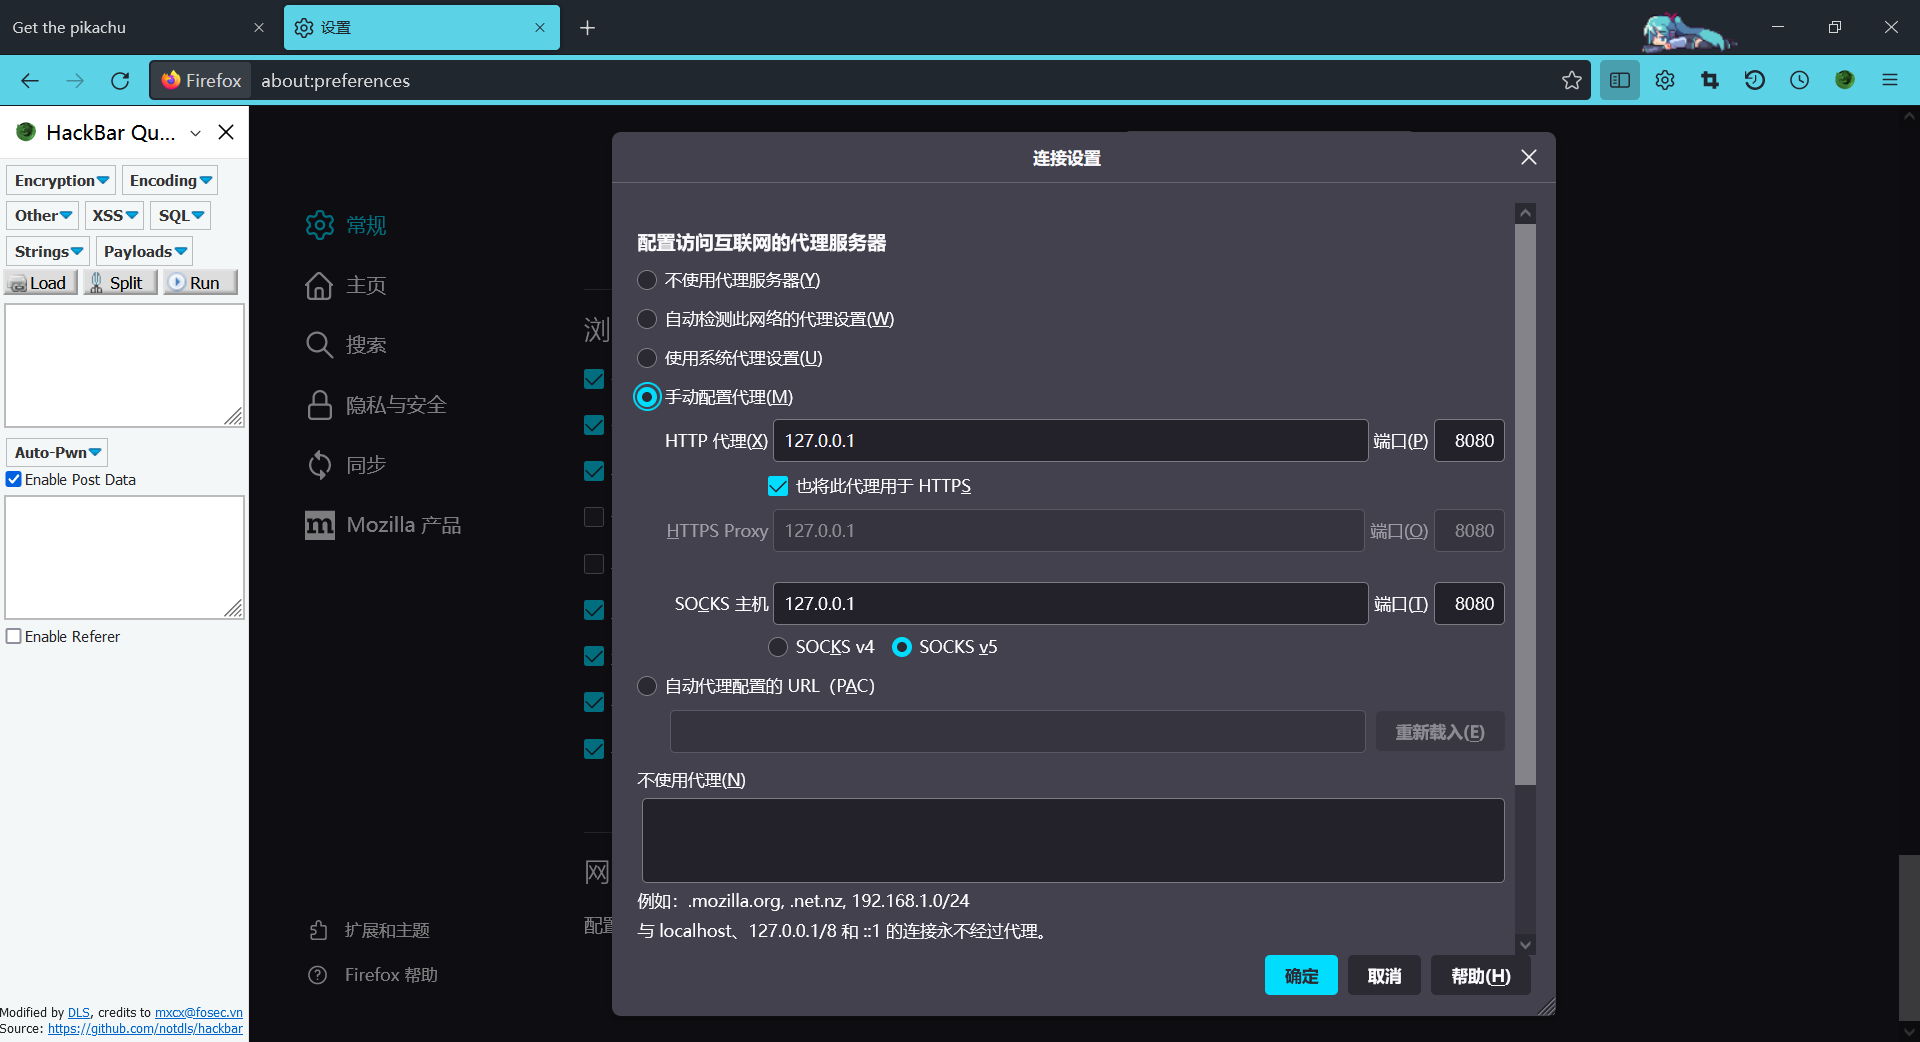 Get the pikachu
设置
Firefox
about:preferences
HackBar Qu...
Encryption
Encoding
Other
XSS
SQL
Strings
Payloads
Load
Split
Run
Auto-Pwn
Enable Post Data
Enable Referer
Modified by DLS, credits to mxcx@fosec.vn
Source: https://github.com/notdls/hackbar
常规
主页
搜索
隐私与安全
同步
Mozilla 产品
扩展和主题
Firefox 帮助
浏
网
配置
连接设置
配置访问互联网的代理服务器
不使用代理服务器(Y)
自动检测此网络的代理设置(W)
使用系统代理设置(U)
手动配置代理(M)
HTTP 代理(X) 127.0.0.1 端口(P) 8080
也将此代理用于 HTTPS
HTTPS Proxy 127.0.0.1 端口(O) 8080
SOCKS 主机 127.0.0.1 端口(T) 8080
SOCKS v4 SOCKS v5
自动代理配置的 URL（PAC）
重新载入(E)
不使用代理(N)
例如：.mozilla.org, .net.nz, 192.168.1.0/24
与 localhost、127.0.0.1/8 和 ::1 的连接永不经过代理。
确定
取消
帮助(H)